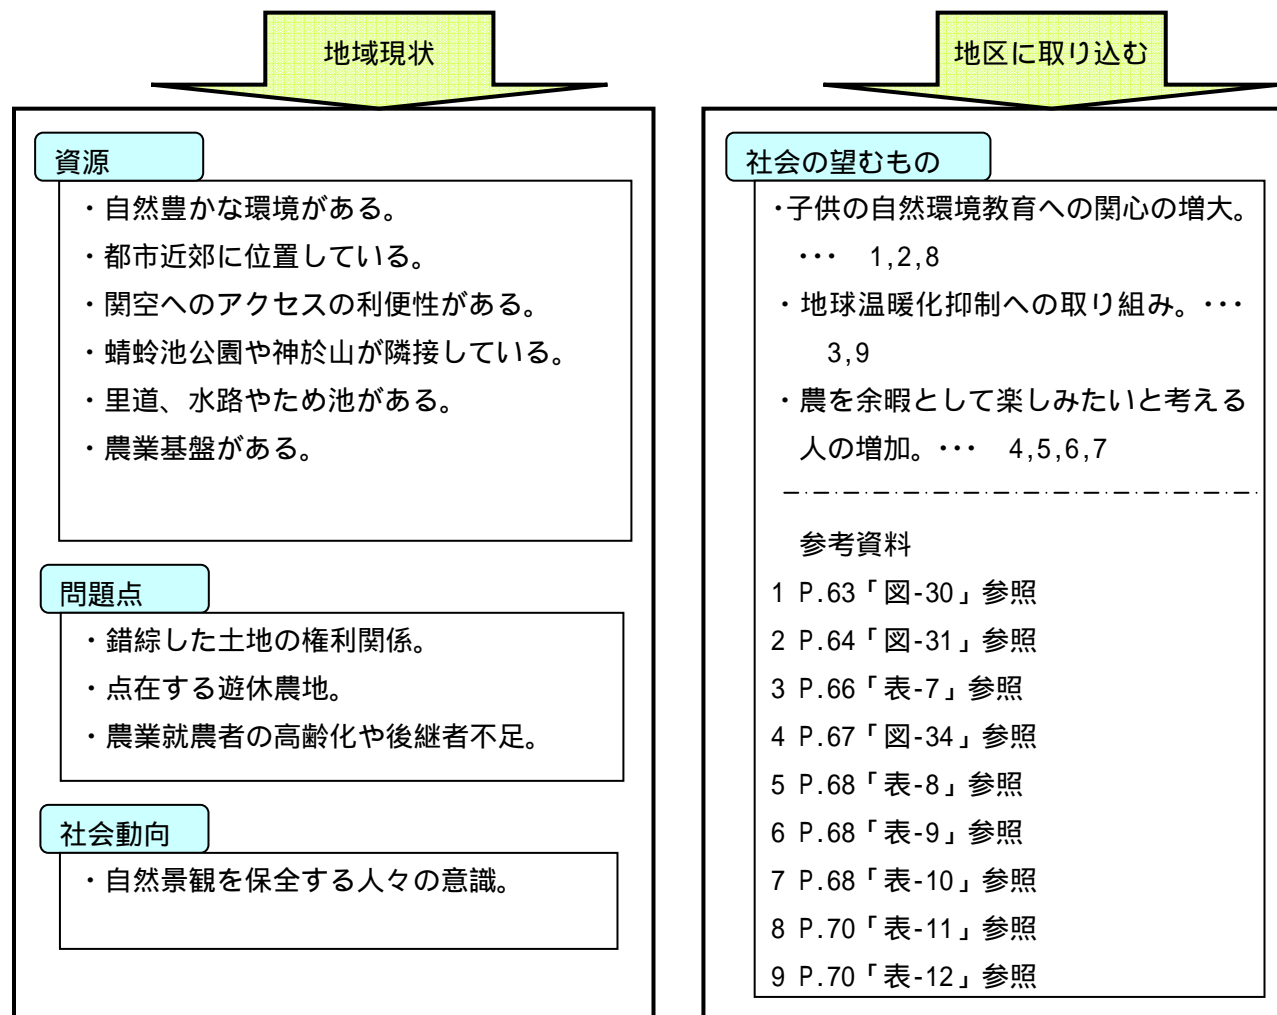 地域現状
資源
・自然豊かな環境がある。
・都市近郊に位置している。
・関空へのアクセスの利便性がある。
・蜻蛉池公園や神於山が隣接している。
・里道、水路やため池がある。
・農業基盤がある。
問題点
・錯綜した土地の権利関係。
・点在する遊休農地。
・農業就農者の高齢化や後継者不足。
社会動向
・自然景観を保全する人々の意識。
地区に取り込む
社会の望むもの
・子供の自然環境教育への関心の増大。
… 1,2,8
・地球温暖化抑制への取り組み。…
3,9
・農を余暇として楽しみたいと考える
人の増加。… 4,5,6,7
参考資料
1 P.63「図-30」参照
2 P.64「図-31」参照
3 P.66「表-7」参照
4 P.67「図-34」参照
5 P.68「表-8」参照
6 P.68「表-9」参照
7 P.68「表-10」参照
8 P.70「表-11」参照
9 P.70「表-12」参照